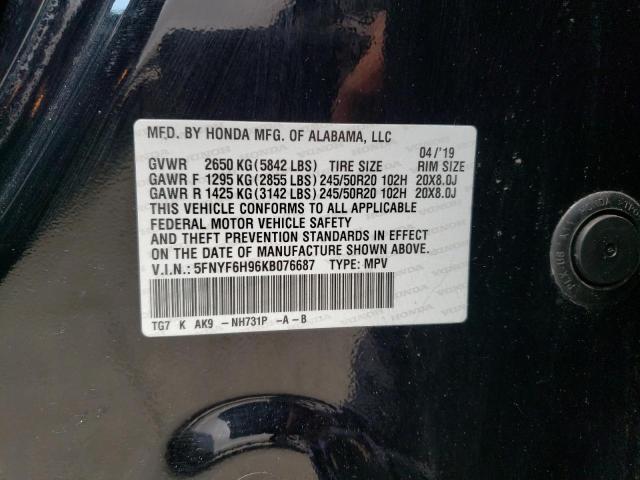 MFD. BY HONDA MFG. OF ALABAMA, LLC
04/'19
GVWR 2650 KG(5842 LBS) TIRE SIZE RIM SIZE
GAWR F 1295 KG(2855 LBS)245/50R20 102H 20X8.0J
GAWR R 1425 KG(3142 LBS)245/50R20 102H 20X8.0J
THIS VEHICLE CONFORMS TO ALL APPLICABLE
FEDERAL MOTOR VEHICLE SAFETY
AND THEFT PREVENTION STANDARDS IN EFFECT
ON THE DATE OF MANUFACTURE SHOWN ABOVE.
V.I.N.: 5FNYF6H96KB076687 TYPE: MPV
TG7 K AK9 -NH731P -A-B